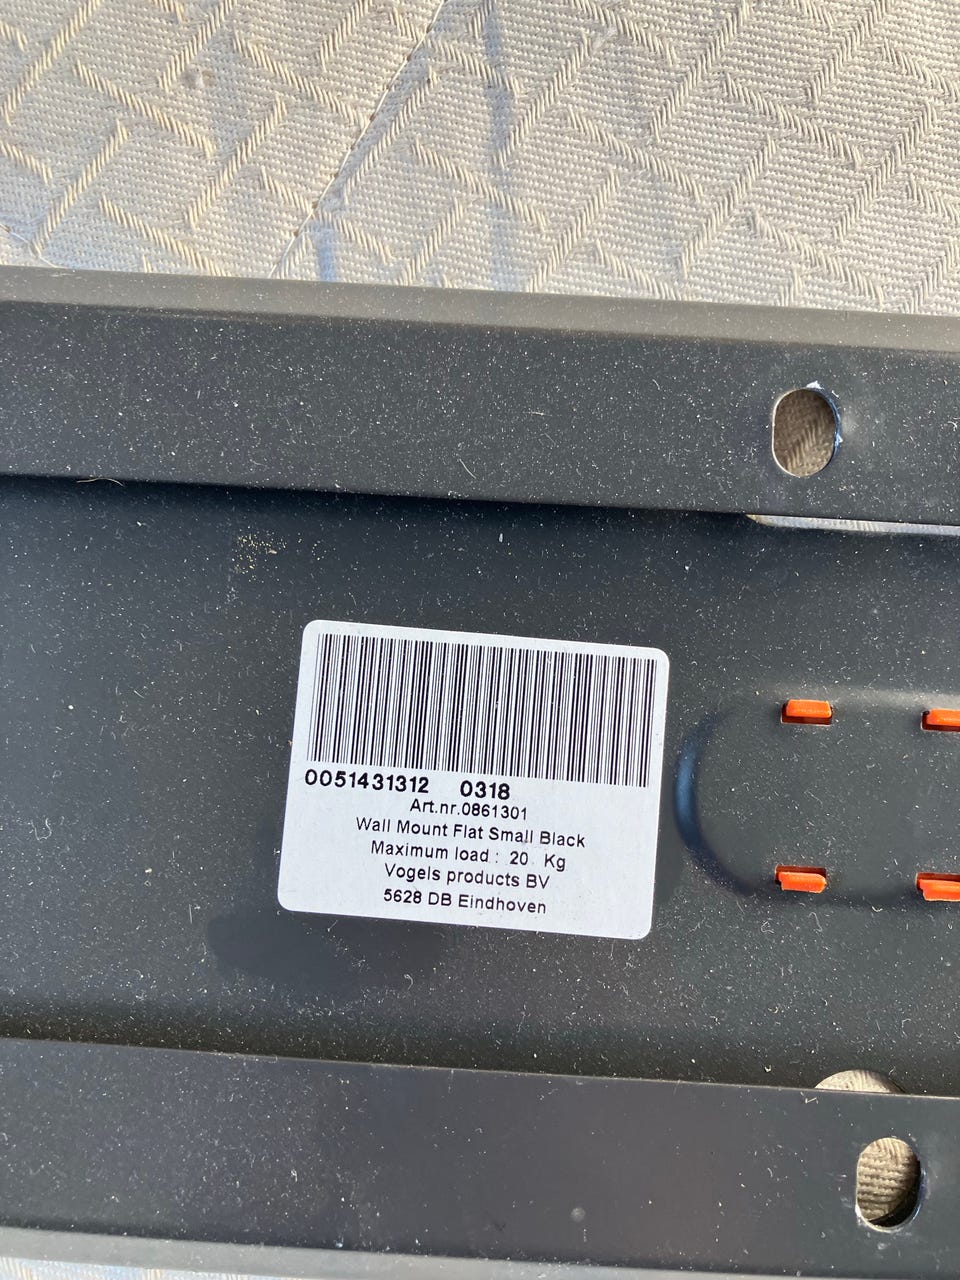 0051431312 0318
Art.nr.0861301
Wall Mount Flat Small Black
Maximum load : 20 Kg
Vogels products BV
5628 DB Eindhoven